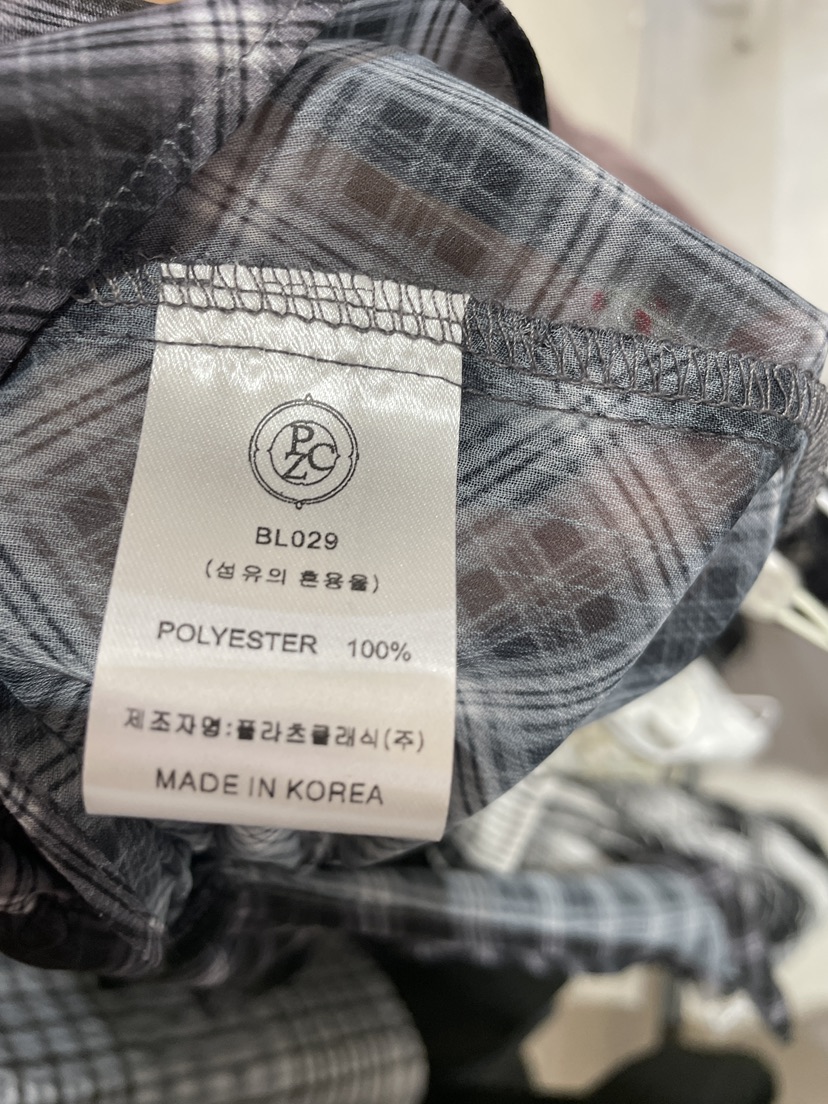 PZC
BL029
(섬유의 혼용율)
POLYESTER 100%
제조자명:플라츠클래식(주)
MADE IN KOREA